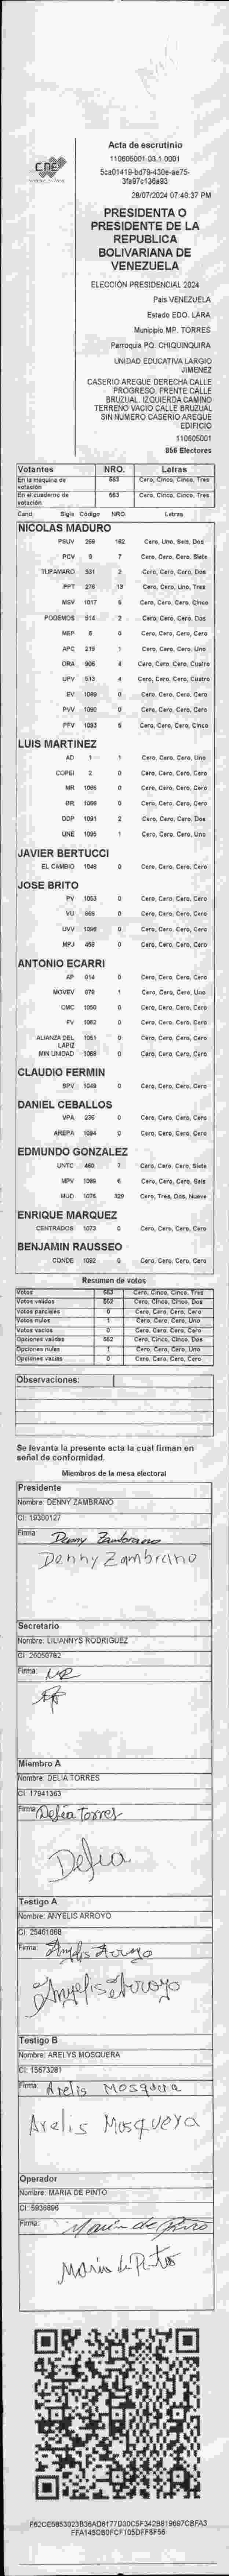 CNE
Acta de escrutinio
110605001.03.1.0001
28/07/2024 07:49:37 PM
PRESIDENTA O
PRESIDENTE DE LA
REPUBLICA
BOLIVARIANA DE
VENEZUELA
ELECCIÓN PRESIDENCIAL 2024
País VENEZUELA
Estado EDO. LARA
Municipio MP. TORRES
Parroquia PQ. CHIQUINQUIRA
UNIDAD EDUCATIVA LARGIO
JIMENEZ
CASERIO AREGUE DERECHA CALLE
PROGRESO. FRENTE CALLE
BRUZUAL. IZQUIERDA CAMINO
TERRENO VACIO CALLE BRUZUAL
SIN NUMERO CASERIO AREGUE
EDIFICIO
110605001
856 Electores
Votantes NRO. Letras
En la maquina de votación 553 Cero, Cinco, Cinco, Tres
En el cuaderno de votación 553 Cero, Cinco, Cinco, Tres
Cand Sigla Código NRO. Letras
NICOLAS MADURO
PSUV 269 162 Cero, Uno, Seis, Dos
PCV 9 7 Cero, Cero, Cero, Siete
TUPAMARO 531 2 Cero, Cero, Cero, Dos
PPT 276 13 Cero, Cero, Uno, Tres
MSV 1017 5 Cero, Cero, Cero, Cinco
PODEMOS 514 2 Cero, Cero, Cero, Dos
MEP 6 0 Cero, Cero, Cero, Cero
APC 219 1 Cero, Cero, Cero, Uno
ORA 906 4 Cero, Cero, Cero, Cuatro
UPV 513 4 Cero, Cero, Cero, Cuatro
EV 1089 0 Cero, Cero, Cero, Cero
PVV 1090 0 Cero, Cero, Cero, Cero
PFV 1093 5 Cero, Cero, Cero, Cinco
LUIS MARTINEZ
AD 1 1 Cero, Cero, Cero, Uno
COPEI 2 0 Cero, Cero, Cero, Cero
MR 1065 0 Cero, Cero, Cero, Cero
BR 1066 0 Cero, Cero, Cero, Cero
DDP 1091 2 Cero, Cero, Cero, Dos
UNE 1095 1 Cero, Cero, Cero, Uno
JAVIER BERTUCCI
EL CAMBIO 1048 0 Cero, Cero, Cero, Cero
JOSE BRITO
PV 1053 0 Cero, Cero, Cero, Cero
VU 969 0 Cero, Cero, Cero, Cero
UVV 1096 0 Cero, Cero, Cero, Cero
MPJ 458 0 Cero, Cero, Cero, Cero
ANTONIO ECARRI
AP 914 0 Cero, Cero, Cero, Cero
MOVEV 679 1 Cero, Cero, Cero, Uno
CMC 1050 0 Cero, Cero, Cero, Cero
FV 1062 0 Cero, Cero, Cero, Cero
ALIANZA DEL LAPIZ 1051 0 Cero, Cero, Cero, Cero
MIN UNIDAD 1068 0 Cero, Cero, Cero, Cero
CLAUDIO FERMIN
SPV 1049 0 Cero, Cero, Cero, Cero
DANIEL CEBALLOS
VPA 236 0 Cero, Cero, Cero, Cero
AREPA 1094 0 Cero, Cero, Cero, Cero
EDMUNDO GONZALEZ
UNTC 460 7 Cero, Cero, Cero, Siete
MPV 1069 6 Cero, Cero, Cero, Seis
MUD 1075 329 Cero, Tres, Dos, Nueve
ENRIQUE MARQUEZ
CENTRADOS 1073 0 Cero, Cero, Cero, Cero
BENJAMIN RAUSSEO
CONDE 1092 0 Cero, Cero, Cero, Cero
Resumen de votos
Votos 553 Cero, Cinco, Cinco, Tres
Votos validos 552 Cero, Cinco, Cinco, Dos
Votos parciales 0 Cero, Cero, Cero, Cero
Votos nulos 1 Cero, Cero, Cero, Uno
Votos vacios 0 Cero, Cero, Cero, Cero
Opciones validas 552 Cero, Cinco, Cinco, Dos
Opciones nulas 1 Cero, Cero, Cero, Uno
Opciones vacias 0 Cero, Cero, Cero, Cero
Observaciones:
Se levanta la presente acta la cual firman en
señal de conformidad.
Miembros de la mesa electoral
Presidente
Nombre: DENNY ZAMBRANO
CI: 19300127
Firma: Denny Zambrano
Denny Zambrano
Secretario
Nombre: LILIANNYS RODRIGUEZ
CI: 26050782
Firma:
Miembro A
Nombre: DELIA TORRES
CI: 17941363
Firma: Delia Torres
Delia
Testigo A
Nombre: ANYELIS ARROYO
CI: 25461668
Firma: Anyelis Arroyo
Anyelis Arroyo
Testigo B
Nombre: ARELYS MOSQUERA
CI: 15673281
Firma: Arelis Mosquera
Arelis Mosquera
Operador
Nombre: MARIA DE PINTO
CI: 5936896
Firma: Maria de Pinto
Maria de Pinto